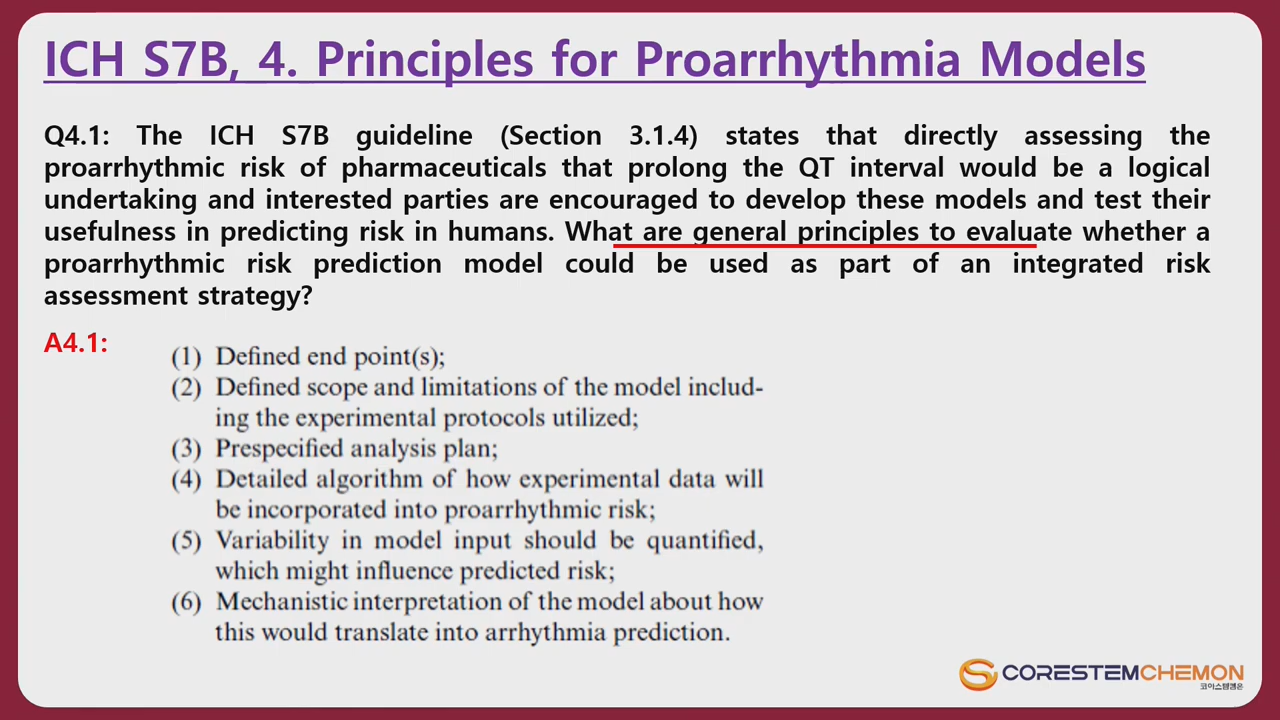 ICH S7B, 4. Principles for Proarrhythmia Models
Q4.1: The ICH S7B guideline (Section 3.1.4) states that directly assessing the
proarrhythmic risk of pharmaceuticals that prolong the QT interval would be a logical
undertaking and interested parties are encouraged to develop these models and test their
usefulness in predicting risk in humans. What are general principles to evaluate whether a
proarrhythmic risk prediction model could be used as part of an integrated risk
assessment strategy?
A4.1:
(1) Defined end point(s);
(2) Defined scope and limitations of the model includ-
ing the experimental protocols utilized;
(3) Prespecified analysis plan;
(4) Detailed algorithm of how experimental data will
be incorporated into proarrhythmic risk;
(5) Variability in model input should be quantified,
which might influence predicted risk;
(6) Mechanistic interpretation of the model about how
this would translate into arrhythmia prediction.
CORESTEMCHEMON
코아스템켐온